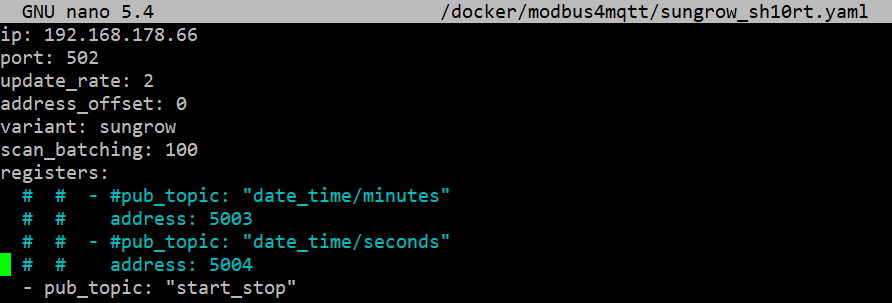 GNU nano 5.4 /docker/modbus4mqtt/sungrow_sh10rt.yaml
ip: 192.168.178.66
port: 502
update_rate: 2
address_offset: 0
variant: sungrow
scan_batching: 100
registers:
  #  #  - #pub_topic: "date_time/minutes"
  #  #    address: 5003
  #  #  - #pub_topic: "date_time/seconds"
  #  #    address: 5004
  - pub_topic: "start_stop"